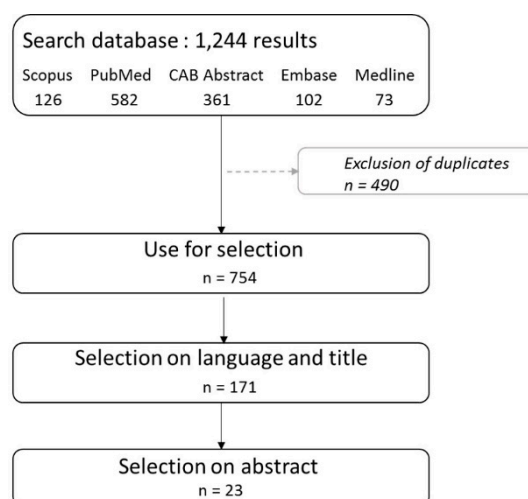 Search database : 1,244 results
Scopus PubMed CAB Abstract Embase Medline
126 582 361 102 73
Exclusion of duplicates
n = 490
Use for selection
n = 754
Selection on language and title
n = 171
Selection on abstract
n = 23